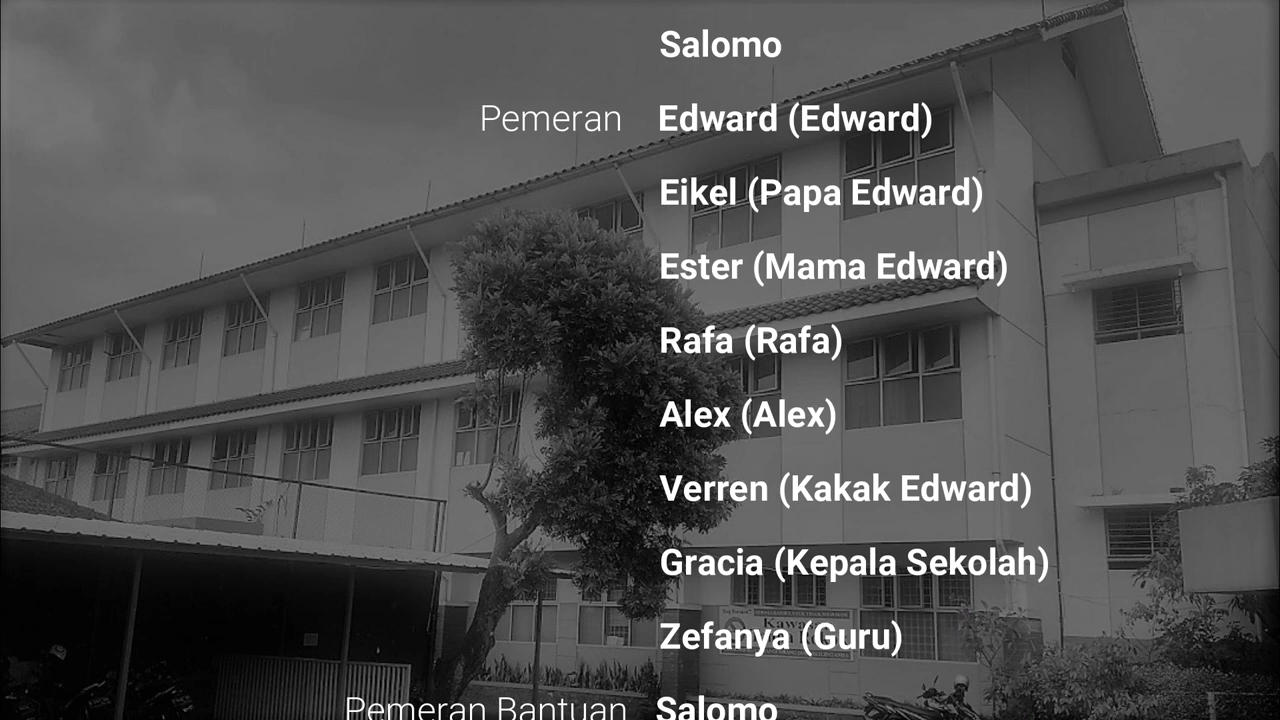 Salomo
Pemeran Edward (Edward)
Eikel (Papa Edward)
Ester (Mama Edward)
Rafa (Rafa)
Alex (Alex)
Verren (Kakak Edward)
Gracia (Kepala Sekolah)
Zefanya (Guru)
Pemeran Bantuan Salomo